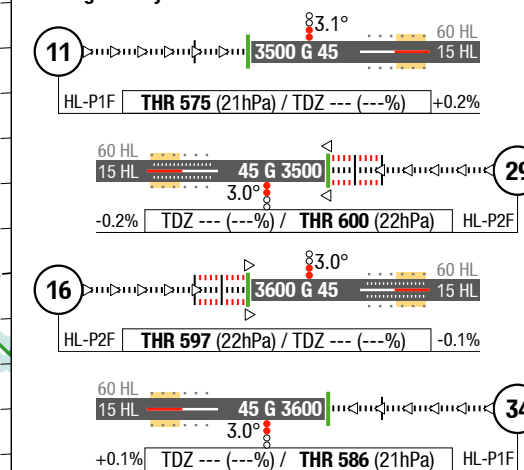 3.1°
60 HL
11 3500 G 45 15 HL
HL-P1F THR 575 (21hPa) / TDZ --- (---%) +0.2%
60 HL
15 HL 45 G 3500 29
3.0°
-0.2% TDZ --- (---%) / THR 600 (22hPa) HL-P2F
3.0°
60 HL
16 3600 G 45 15 HL
HL-P2F THR 597 (22hPa) / TDZ --- (---%) -0.1%
60 HL
15 HL 45 G 3600 34
3.0°
+0.1% TDZ --- (---%) / THR 586 (21hPa) HL-P1F